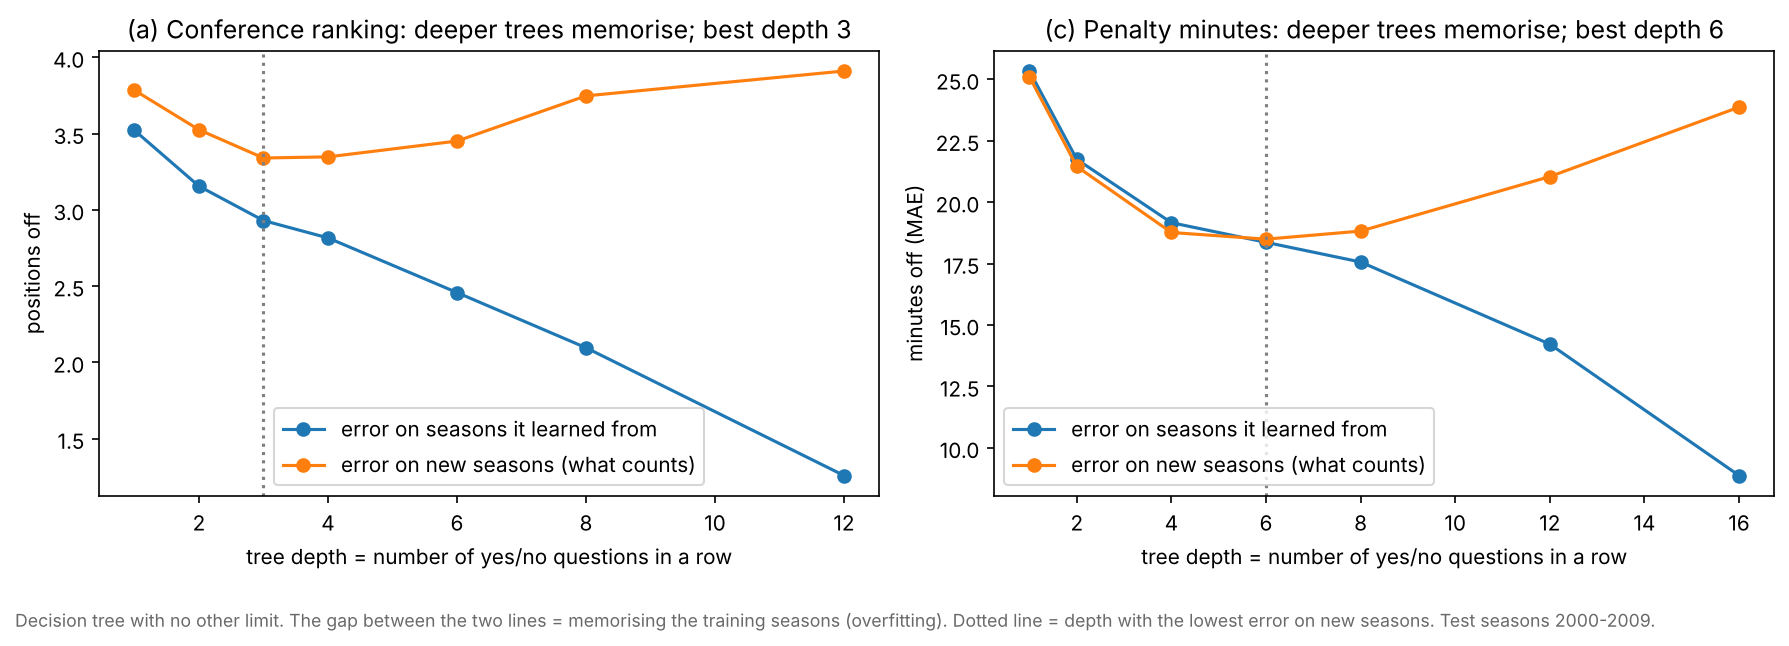 (a) Conference ranking: deeper trees memorise; best depth 3
4.0
3.5
3.0
2.5
2.0
1.5
positions off
error on seasons it learned from
error on new seasons (what counts)
2 4 6 8 10 12
tree depth = number of yes/no questions in a row
(c) Penalty minutes: deeper trees memorise; best depth 6
25.0
22.5
20.0
17.5
15.0
12.5
10.0
minutes off (MAE)
error on seasons it learned from
error on new seasons (what counts)
2 4 6 8 10 12 14 16
tree depth = number of yes/no questions in a row
Decision tree with no other limit. The gap between the two lines = memorising the training seasons (overfitting). Dotted line = depth with the lowest error on new seasons. Test seasons 2000-2009.